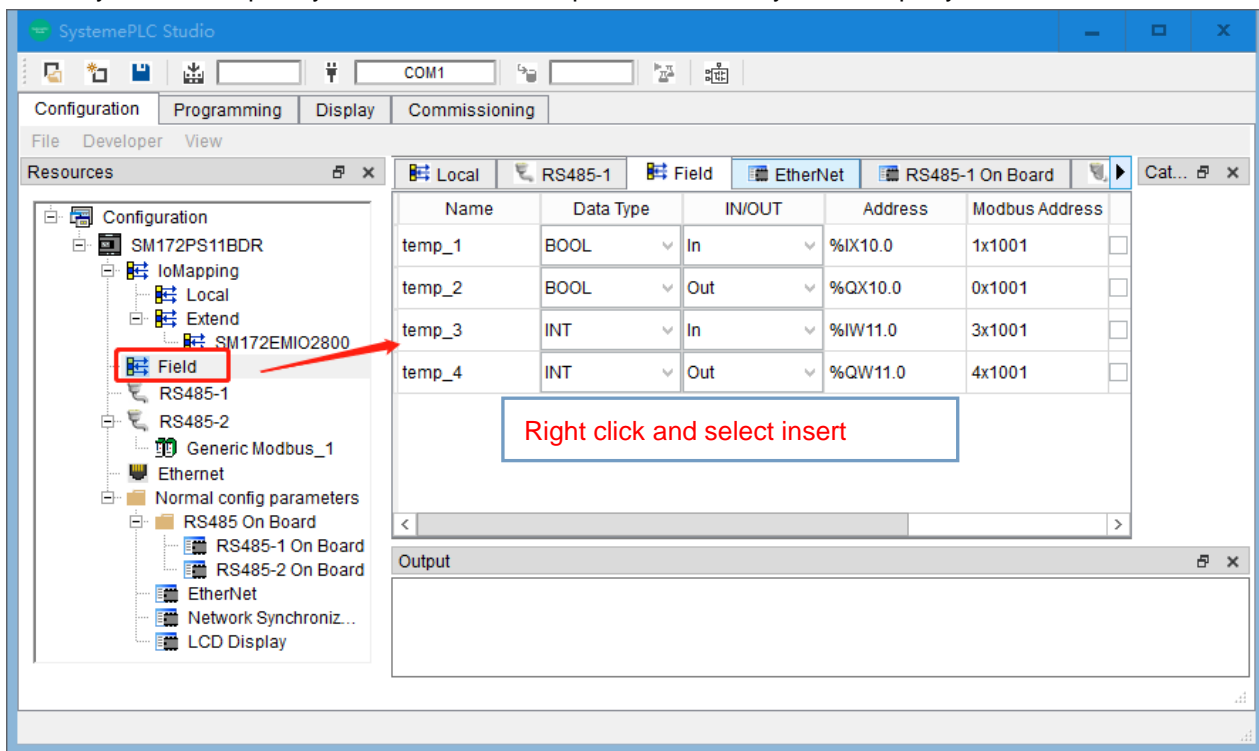 SystemePLC Studio
COM1
Configuration Programming Display Commissioning
File Developer View
Resources
Configuration
SM172PS11BDR
IoMapping
Local
Extend
SM172EMIO2800
Field
RS485-1
RS485-2
Generic Modbus_1
Ethernet
Normal config parameters
RS485 On Board
RS485-1 On Board
RS485-2 On Board
EtherNet
Network Synchroniz...
LCD Display
Local RS485-1 Field EtherNet RS485-1 On Board
Name Data Type IN/OUT Address Modbus Address
temp_1 BOOL In %IX10.0 1x1001
temp_2 BOOL Out %QX10.0 0x1001
temp_3 INT In %IW11.0 3x1001
temp_4 INT Out %QW11.0 4x1001
Right click and select insert
Output
Cat...